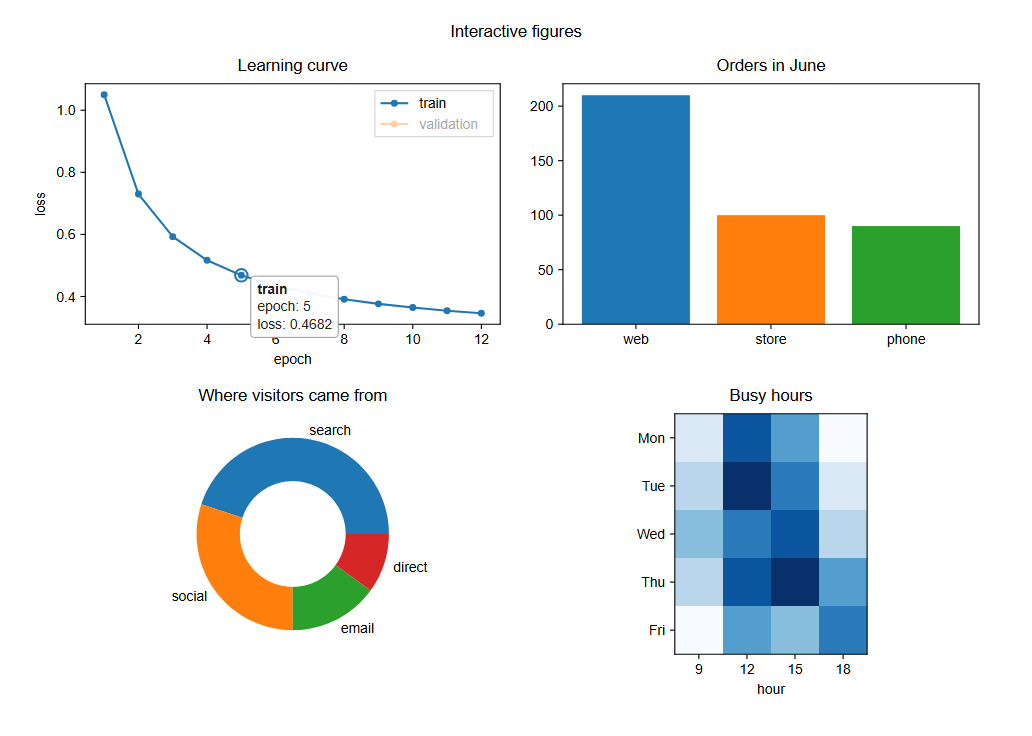 Interactive figures
Learning curve
1.0
0.8
0.6
0.4
loss
train
validation
train
epoch: 5
loss: 0.4682
2
4
6
8
10
12
epoch
Orders in June
200
150
100
50
0
web
store
phone
Where visitors came from
search
social
direct
email
Busy hours
Mon
Tue
Wed
Thu
Fri
9
12
15
18
hour